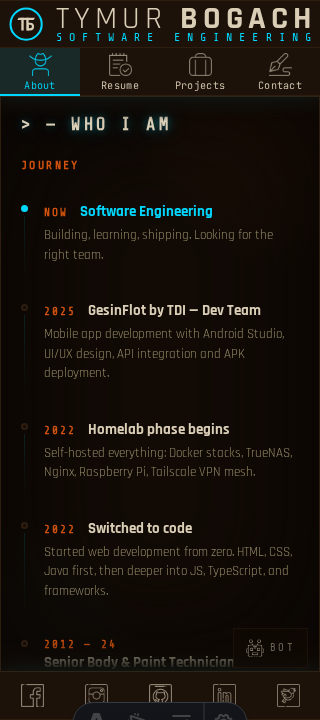 ТБ TYMUR BOGACH
SOFTWARE ENGINEERING
About Resume Projects Contact
> — WHO I AM
JOURNEY
NOW Software Engineering
Building, learning, shipping. Looking for the
right team.
2025 GesinFlot by TDI — Dev Team
Mobile app development with Android Studio,
UI/UX design, API integration and APK
deployment.
2022 Homelab phase begins
Self-hosted everything: Docker stacks, TrueNAS,
Nginx, Raspberry Pi, Tailscale VPN mesh.
2022 Switched to code
Started web development from zero. HTML, CSS,
Java first, then deeper into JS, TypeScript, and
frameworks.
2012 — 24
Senior Body & Paint Technician
BOT